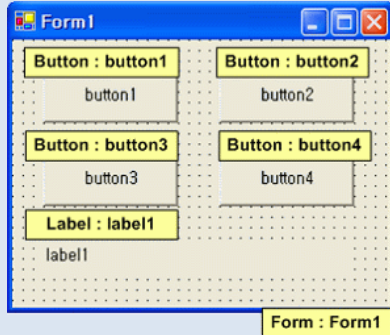 Form1
Button : button1 Button : button2
button1 button2
Button : button3 Button : button4
button3 button4
Label : label1
label1
Form : Form1